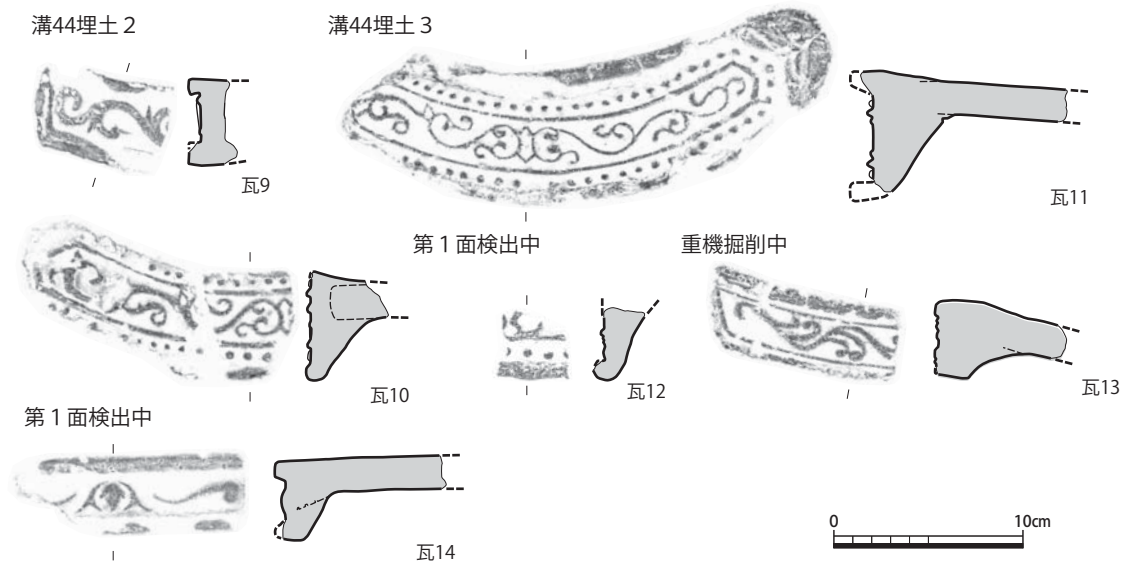 溝44埋土２
溝44埋土３
瓦9
瓦11
第１面検出中
重機掘削中
瓦10
瓦12
瓦13
第１面検出中
瓦14
0
10cm